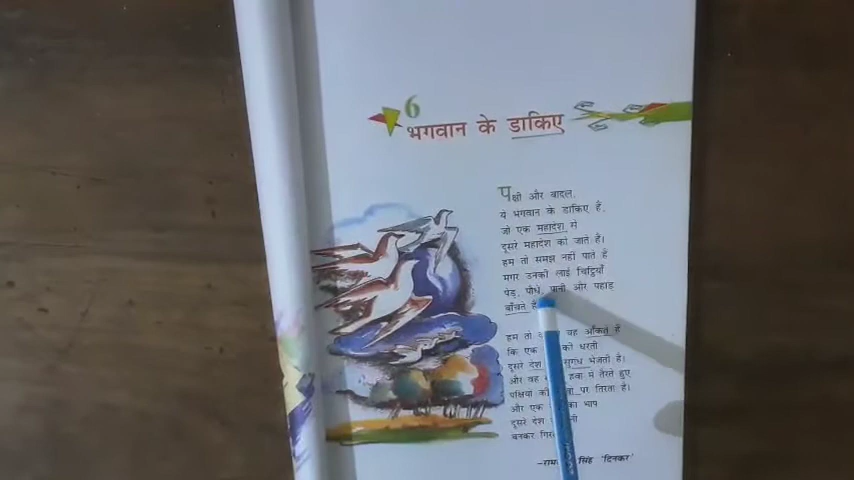 6
भगवान के डाकिए
पक्षी और बादल,
ये भगवान के डाकिए हैं,
जो एक महादेश से
दूसरे महादेश को जाते हैं।
हम तो समझ नहीं पाते हैं
मगर उनकी लाई चिट्ठियाँ
पेड़, पौधे, पानी और पहाड़
बाँचते
हम तो यह आँकते हैं
कि एक को धरती
दूसरे देश सुगंध भेजती है।
और वह हवा में तैरते हुए
पक्षियों की पर तिरता है।
और एक का भाप
दूसरे देश
बनकर
–सिंह 'दिनकर'